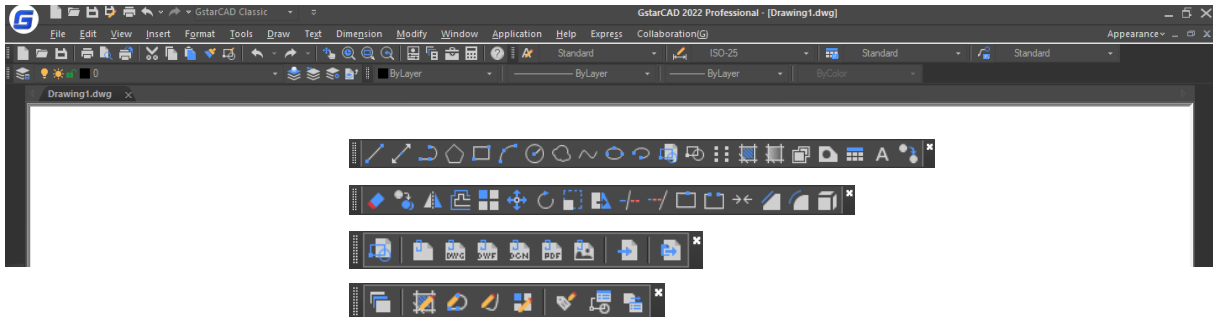 GstarCAD Classic GstarCAD 2022 Professional - [Drawing1.dwg]
File Edit View Insert Format Tools Draw Text Dimension Modify Window Application Help Express Collaboration(G) Appearance
Standard ISO-25 Standard Standard
0 ByLayer ByLayer ByLayer ByColor
Drawing1.dwg
A
DWG DWF DGN PDF